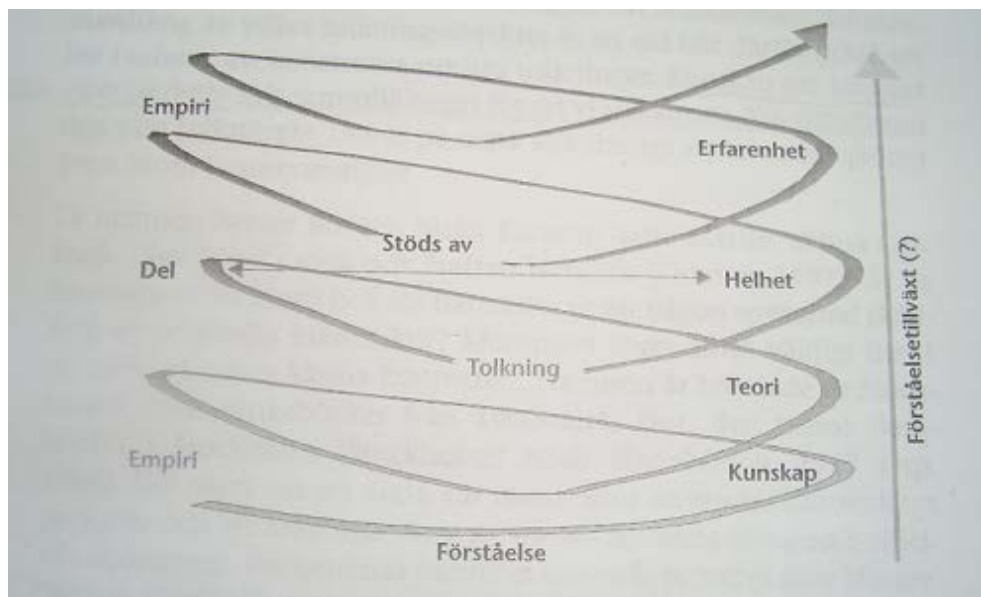 Empiri
Erfarenhet
Stöds av
Del
Helhet
Tolkning
Teori
Empiri
Kunskap
Förståelse
Förståelsetillväxt (?)